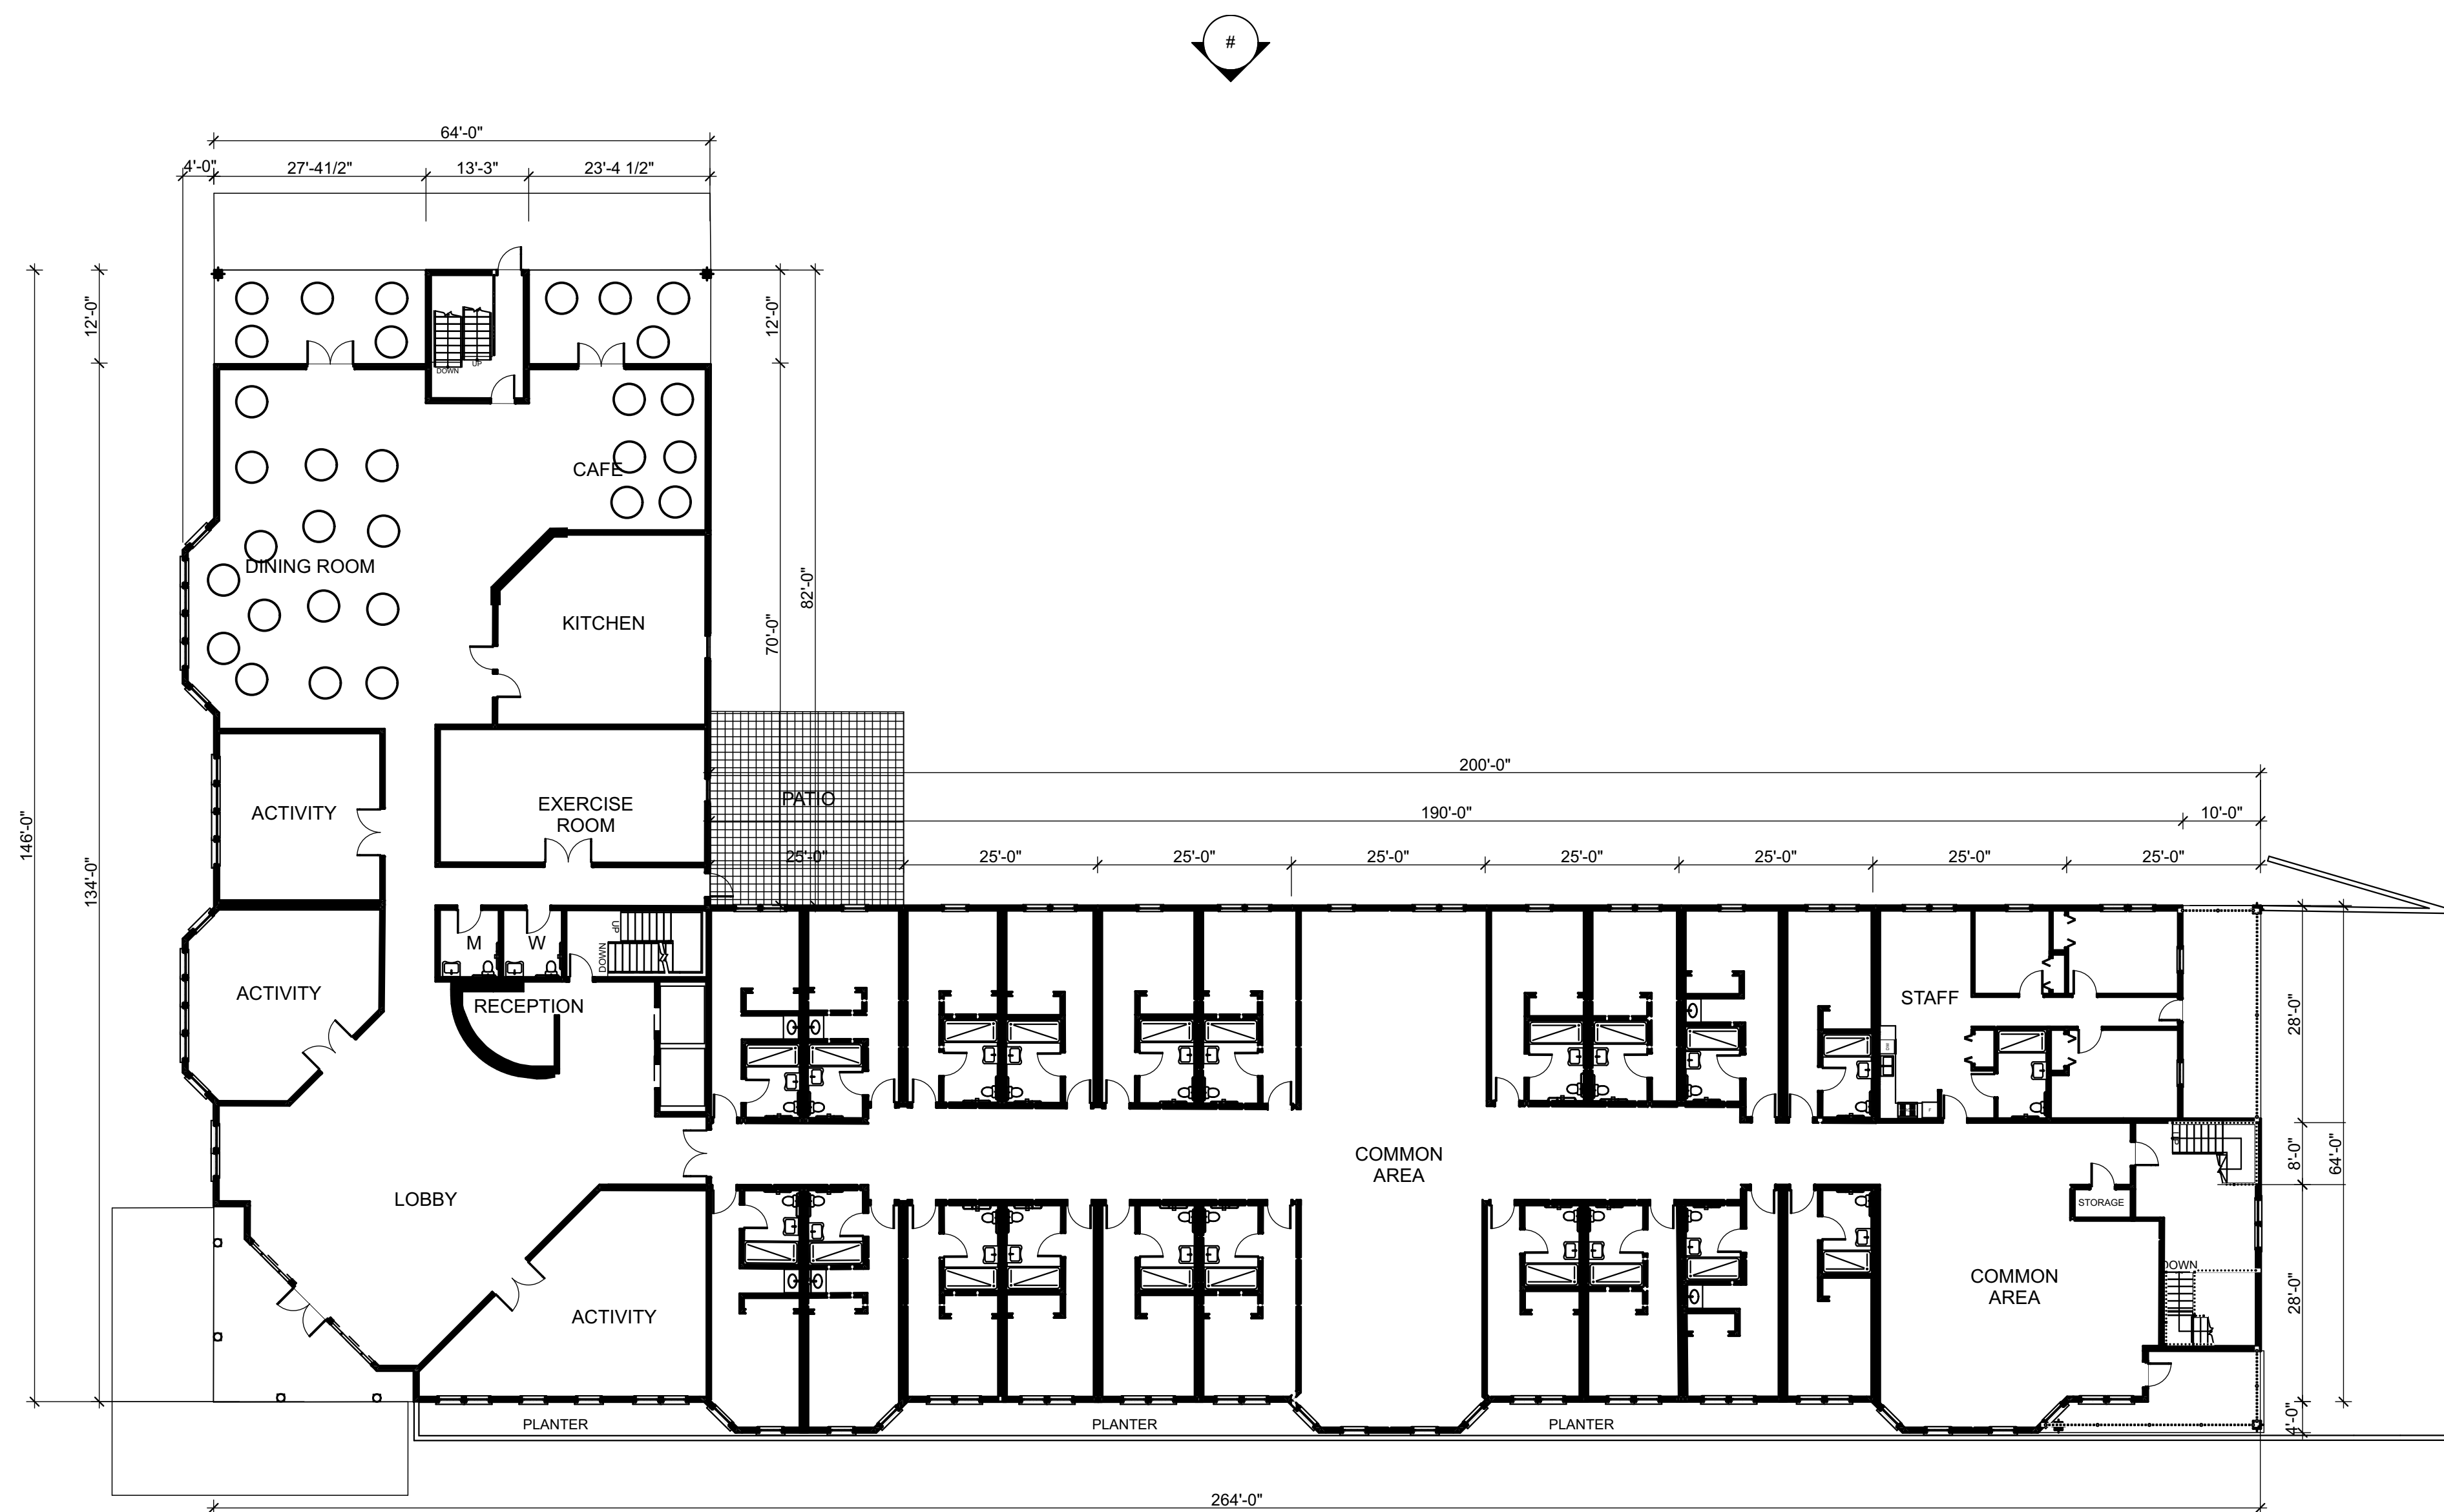 #
64'-0"
4'-0"
27'-41/2"
13'-3"
23'-4 1/2"
12'-0"
12'-0"
DOWN
UP
CAFE
DINING ROOM
KITCHEN
70'-0"
82'-0"
146'-0"
134'-0"
200'-0"
PATIO
190'-0"
10'-0"
ACTIVITY
EXERCISE
ROOM
25'-0"
25'-0"
25'-0"
25'-0"
25'-0"
25'-0"
25'-0"
25'-0"
M
W
UP
DOWN
ACTIVITY
RECEPTION
STAFF
28'-0"
DW
F
UP
COMMON
AREA
8'-0"
64'-0"
LOBBY
STORAGE
DOWN
COMMON
AREA
28'-0"
ACTIVITY
PLANTER
PLANTER
PLANTER
4'-0"
264'-0"